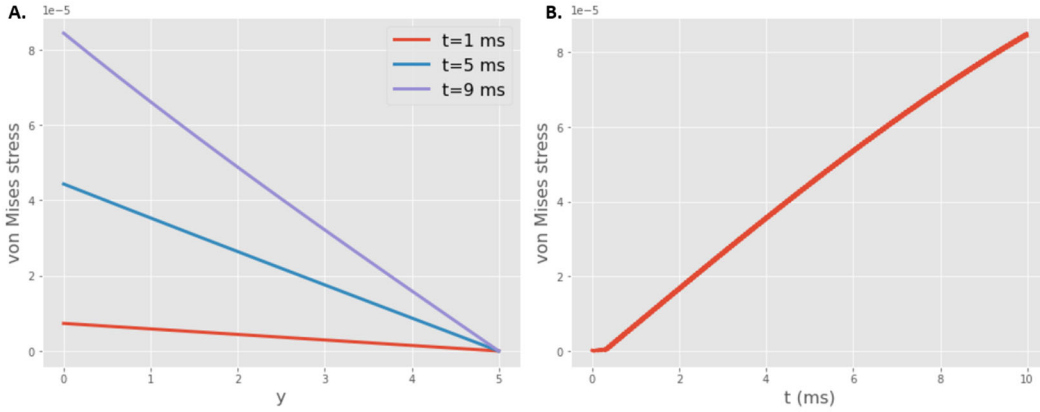 A.
1e−5
von Mises stress
8
6
4
2
0
t=1 ms
t=5 ms
t=9 ms
0 1 2 3 4 5
y
B.
1e−5
von Mises stress
8
6
4
2
0
0 2 4 6 8 10
t (ms)